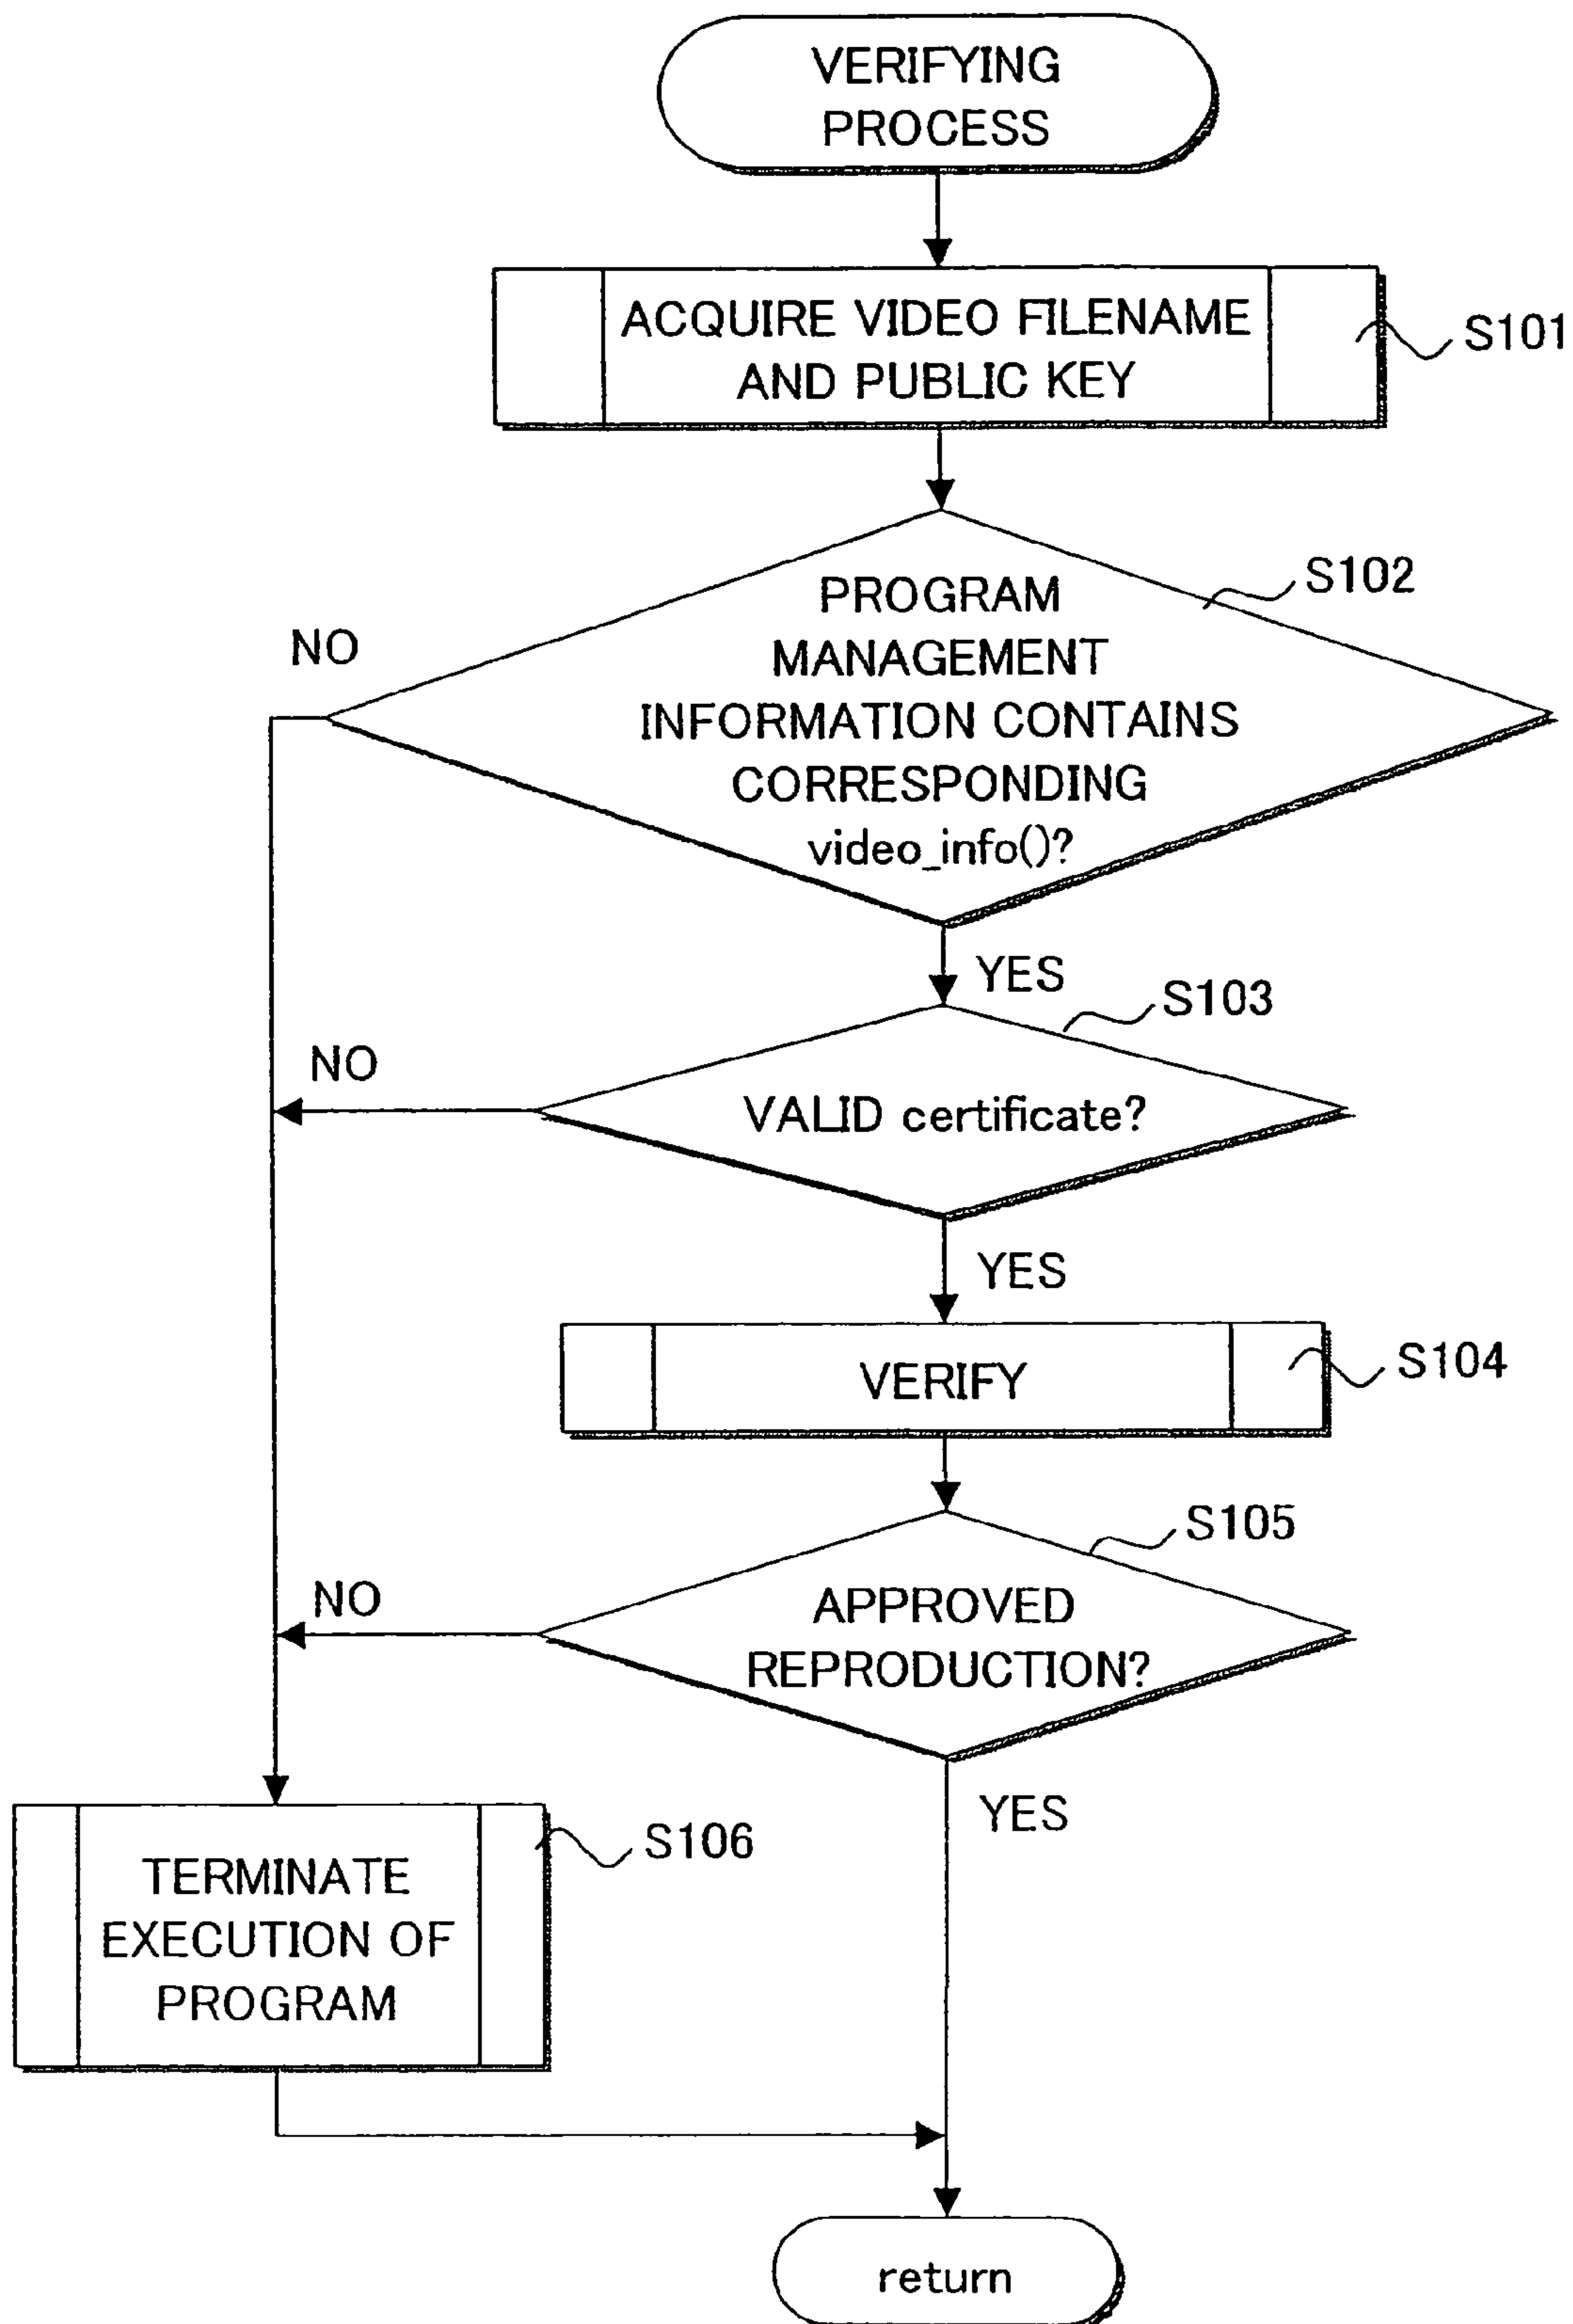 VERIFYING
PROCESS
ACQUIRE VIDEO FILENAME
AND PUBLIC KEY
S101
S102
PROGRAM
MANAGEMENT
INFORMATION CONTAINS
CORRESPONDING
video_info()?
NO
YES
S103
NO
VALID certificate?
YES
VERIFY
S104
S105
NO
APPROVED
REPRODUCTION?
YES
S106
TERMINATE
EXECUTION OF
PROGRAM
return